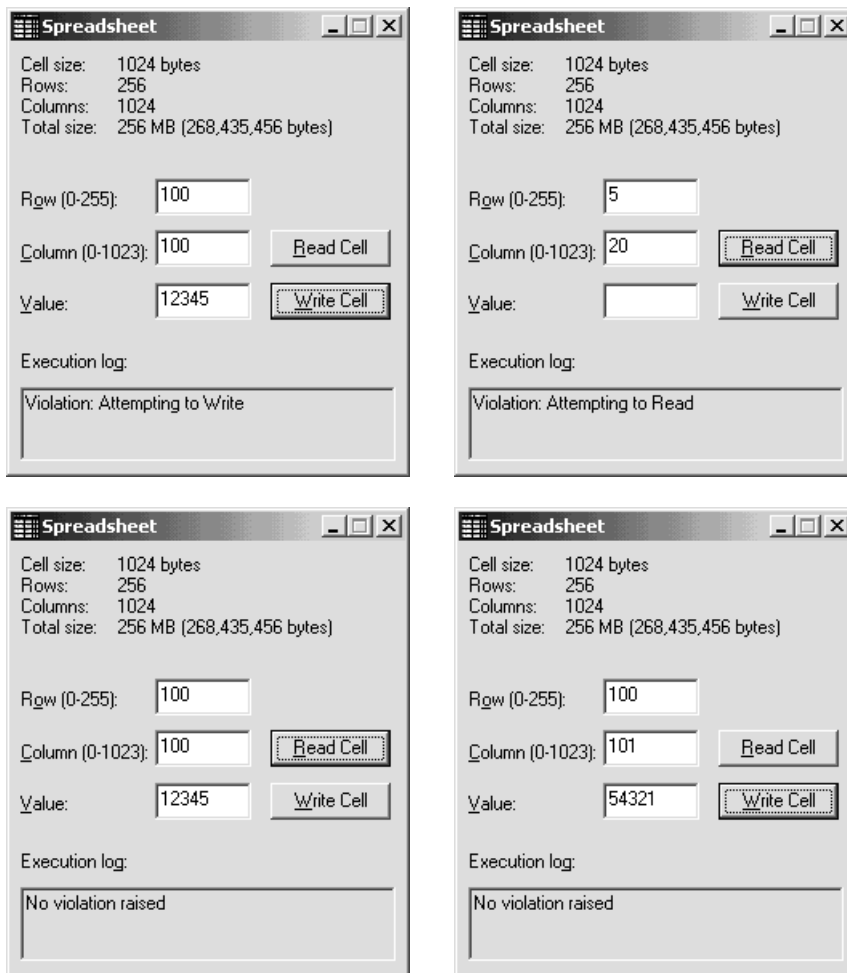 Spreadsheet
Cell size: 1024 bytes
Rows: 256
Columns: 1024
Total size: 256 MB (268,435,456 bytes)
Row (0-255): 100
Column (0-1023): 100 Read Cell
Value: 12345 Write Cell
Execution log:
Violation: Attempting to Write
Spreadsheet
Cell size: 1024 bytes
Rows: 256
Columns: 1024
Total size: 256 MB (268,435,456 bytes)
Row (0-255): 5
Column (0-1023): 20 Read Cell
Value: Write Cell
Execution log:
Violation: Attempting to Read
Spreadsheet
Cell size: 1024 bytes
Rows: 256
Columns: 1024
Total size: 256 MB (268,435,456 bytes)
Row (0-255): 100
Column (0-1023): 100 Read Cell
Value: 12345 Write Cell
Execution log:
No violation raised
Spreadsheet
Cell size: 1024 bytes
Rows: 256
Columns: 1024
Total size: 256 MB (268,435,456 bytes)
Row (0-255): 100
Column (0-1023): 101 Read Cell
Value: 54321 Write Cell
Execution log:
No violation raised